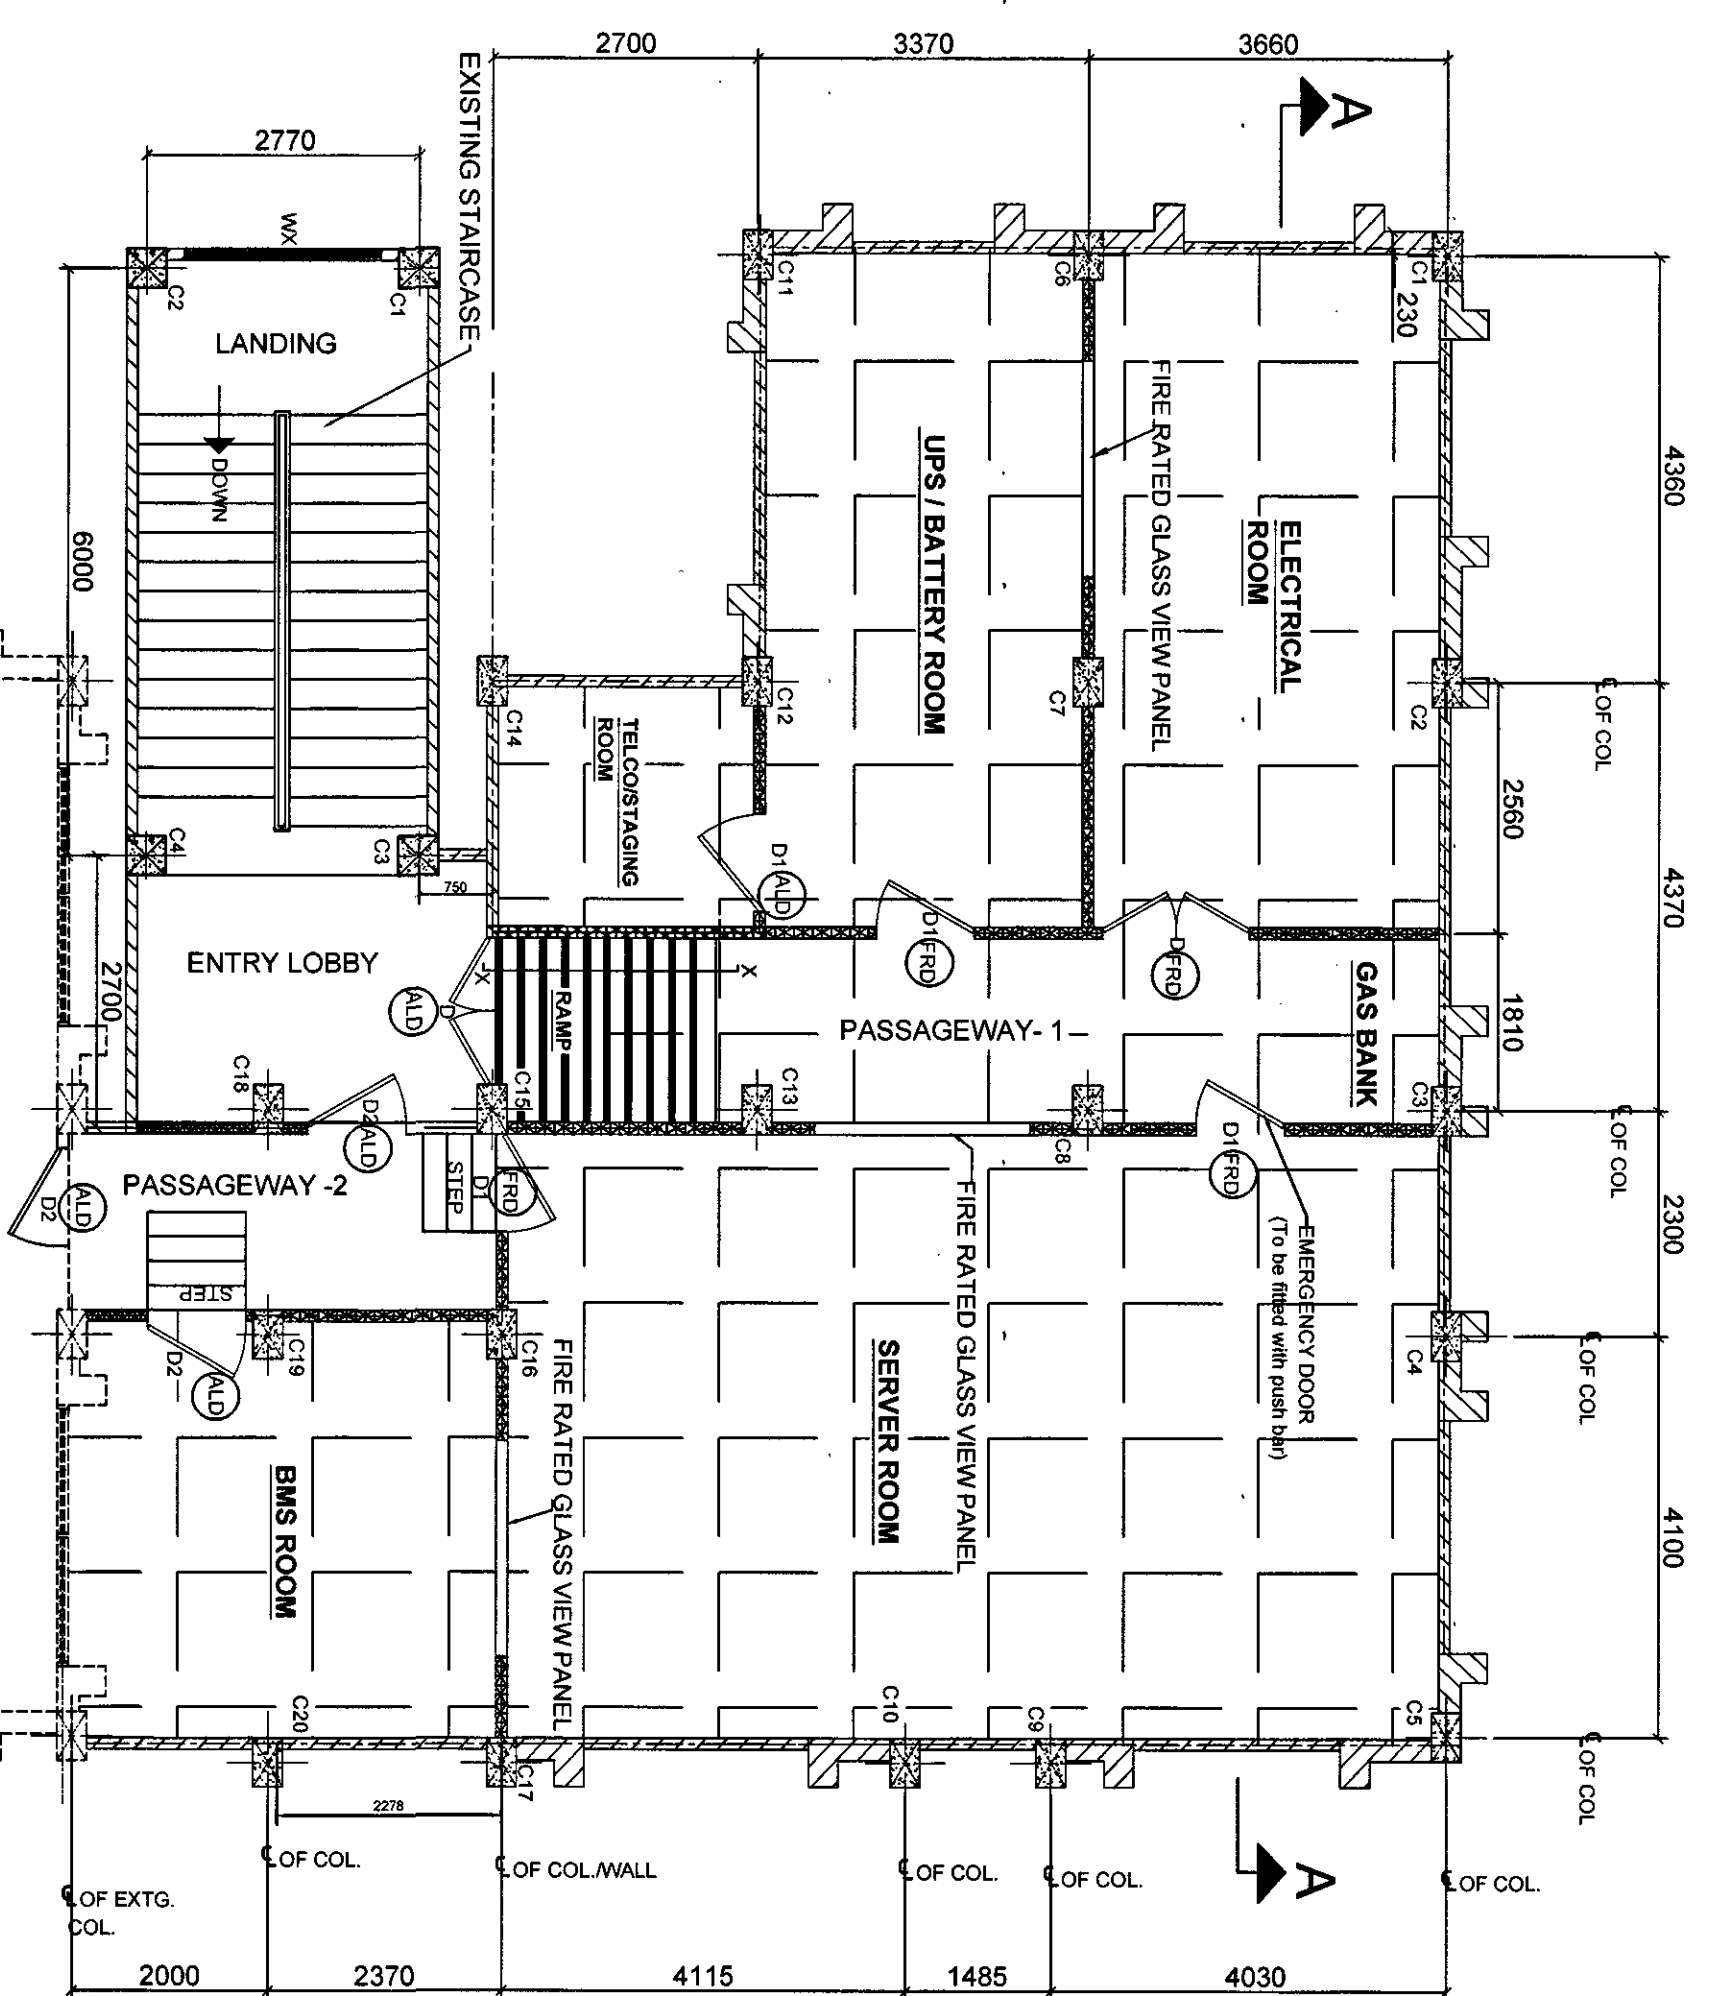 2700
3370
3660
A
EXISTING STAIRCASE
2770
WX
C2
C1
LANDING
DOWN
6000
C11
C6
C1
230
4360
FIRE RATED GLASS VIEW PANEL
UPS / BATTERY ROOM
ELECTRICAL
ROOM
C14
C12
C7
C2
℄ OF COL
TELCO/STAGING
ROOM
2560
4370
C4
C3
750
D1
ALD
D1
FRD
D
FRD
ENTRY LOBBY
2700
X
X
RAMP
ALD
D
PASSAGEWAY- 1
GAS BANK
1810
C18
C15
C13
C8
C3
℄ OF COL
D2
ALD
D1
FRD
EMERGENCY DOOR
(To be fitted with push bar)
PASSAGEWAY -2
STEP
D1
FRD
ALD
D2
FIRE RATED GLASS VIEW PANEL
2300
STEP
D2
ALD
C19
C16
C4
℄ OF COL
SERVER ROOM
FIRE RATED GLASS VIEW PANEL
BMS ROOM
4100
C20
C17
C10
C9
C5
℄ OF COL
2278
℄ OF EXTG.
COL.
℄ OF COL.
℄ OF COL./WALL
℄ OF COL.
℄ OF COL.
A
℄ OF COL.
2000
2370
4115
1485
4030